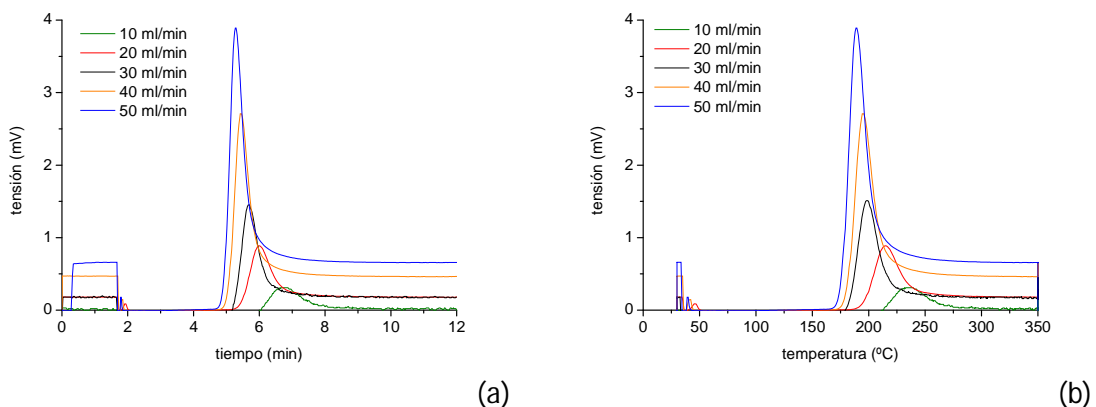 4
3
2
1
0
tensión (mV)
10 ml/min
20 ml/min
30 ml/min
40 ml/min
50 ml/min
0 2 4 6 8 10 12
tiempo (min)
(a)
4
3
2
1
0
tensión (mV)
10 ml/min
20 ml/min
30 ml/min
40 ml/min
50 ml/min
0 50 100 150 200 250 300 350
temperatura (ºC)
(b)